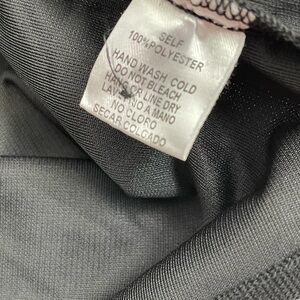 SELF
100%POLYESTER
HAND WASH COLD
DO NOT BLEACH
HANG OR LINE DRY
LAVAR TO A MANO
NO CLORO
SECAR COLGADO